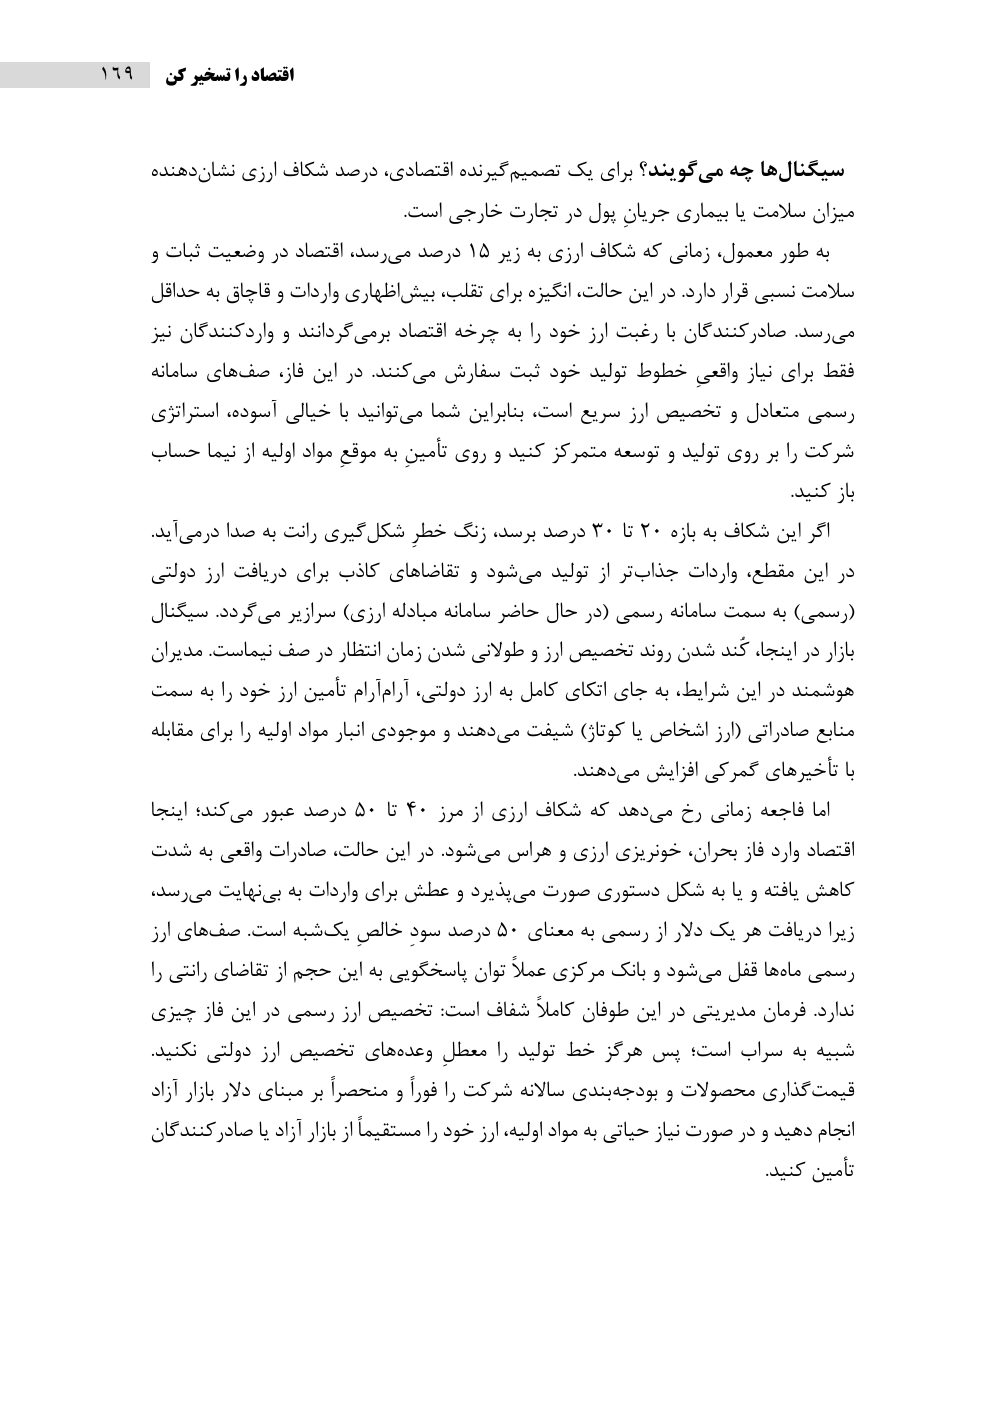 اقتصاد را تسخیر کن ۱۶۹
سیگنال‌ها چه می‌گویند؟ برای یک تصمیم‌گیرنده اقتصادی، درصد شکاف ارزی نشان‌دهنده
میزان سلامت یا بیماری جریانِ پول در تجارت خارجی است.
به طور معمول، زمانی که شکاف ارزی به زیر ۱۵ درصد می‌رسد، اقتصاد در وضعیت ثبات و
سلامت نسبی قرار دارد. در این حالت، انگیزه برای تقلب، بیش‌اظهاری واردات و قاچاق به حداقل
می‌رسد. صادرکنندگان با رغبت ارز خود را به چرخه اقتصاد برمی‌گردانند و واردکنندگان نیز
فقط برای نیاز واقعیِ خطوط تولید خود ثبت سفارش می‌کنند. در این فاز، صف‌های سامانه
رسمی متعادل و تخصیص ارز سریع است، بنابراین شما می‌توانید با خیالی آسوده، استراتژی
شرکت را بر روی تولید و توسعه متمرکز کنید و روی تأمینِ به موقعِ مواد اولیه از نیما حساب
باز کنید.
اگر این شکاف به بازه ۲۰ تا ۳۰ درصد برسد، زنگ خطرِ شکل‌گیری رانت به صدا درمی‌آید.
در این مقطع، واردات جذاب‌تر از تولید می‌شود و تقاضاهای کاذب برای دریافت ارز دولتی
(رسمی) به سمت سامانه رسمی (در حال حاضر سامانه مبادله ارزی) سرازیر می‌گردد. سیگنال
بازار در اینجا، کُند شدن روند تخصیص ارز و طولانی شدن زمان انتظار در صف نیماست. مدیران
هوشمند در این شرایط، به جای اتکای کامل به ارز دولتی، آرام‌آرام تأمین ارز خود را به سمت
منابع صادراتی (ارز اشخاص یا کوتاژ) شیفت می‌دهند و موجودی انبار مواد اولیه را برای مقابله
با تأخیرهای گمرکی افزایش می‌دهند.
اما فاجعه زمانی رخ می‌دهد که شکاف ارزی از مرز ۴۰ تا ۵۰ درصد عبور می‌کند؛ اینجا
اقتصاد وارد فاز بحران، خونریزی ارزی و هراس می‌شود. در این حالت، صادرات واقعی به شدت
کاهش یافته و یا به شکل دستوری صورت می‌پذیرد و عطش برای واردات به بی‌نهایت می‌رسد،
زیرا دریافت هر یک دلار از رسمی به معنای ۵۰ درصد سودِ خالصِ یک‌شبه است. صف‌های ارز
رسمی ماه‌ها قفل می‌شود و بانک مرکزی عملاً توان پاسخگویی به این حجم از تقاضای رانتی را
ندارد. فرمان مدیریتی در این طوفان کاملاً شفاف است: تخصیص ارز رسمی در این فاز چیزی
شبیه به سراب است؛ پس هرگز خط تولید را معطلِ وعده‌های تخصیص ارز دولتی نکنید.
قیمت‌گذاری محصولات و بودجه‌بندی سالانه شرکت را فوراً و منحصراً بر مبنای دلار بازار آزاد
انجام دهید و در صورت نیاز حیاتی به مواد اولیه، ارز خود را مستقیماً از بازار آزاد یا صادرکنندگان
تأمین کنید.